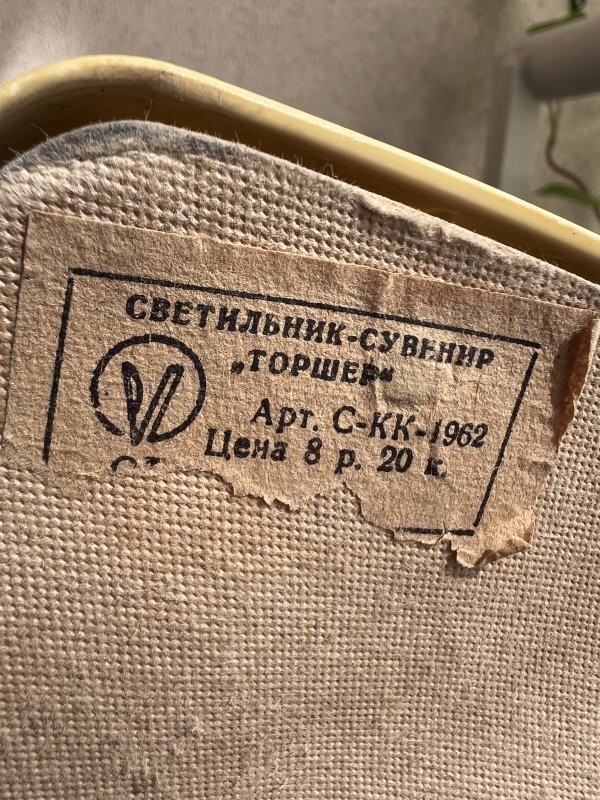 СВЕТИЛЬНИК-СУВЕНИР
„ТОРШЕР“
Арт. С-КК-1962
Цена 8 р. 20 к.